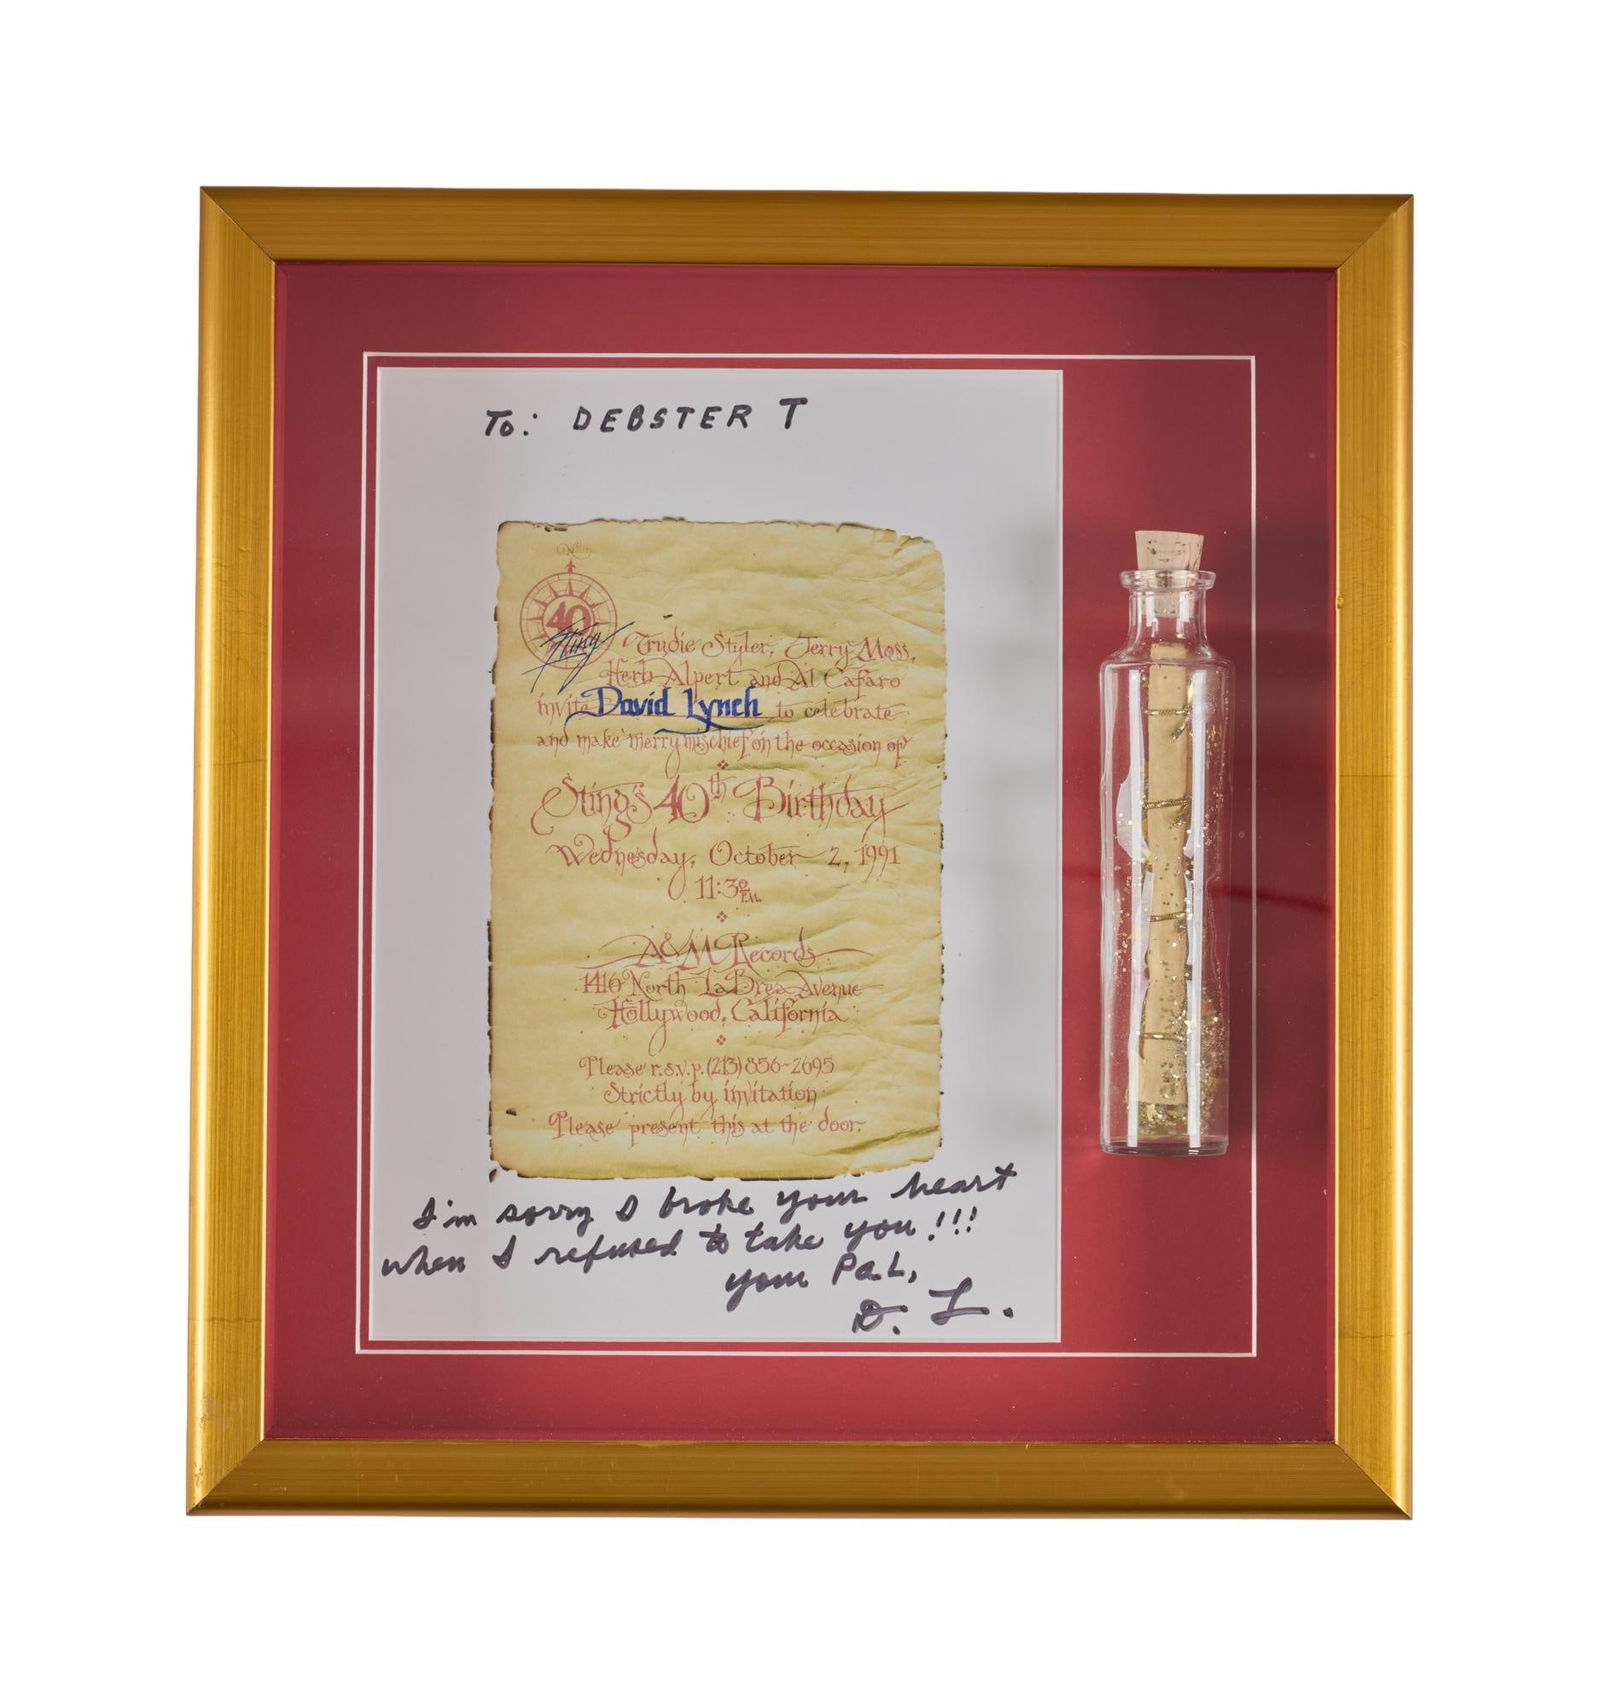 To: DEBSTER T
N
40
Sting
Trudie Styler, Jerry Moss,
Herb Alpert and Al Cafaro
invite David Lynch to celebrate
and make merry mischief on the occasion of
Sting's 40th Birthday
Wednesday, October 2, 1991
11:30 P.M.
A&M Records
1416 North La Brea Avenue
Hollywood, California
Please r.s.v.p. (213) 856-2695
Strictly by invitation
Please present this at the door.
I'm sorry I broke your heart
when I refused to take you!!!
your PaL,
D. L.